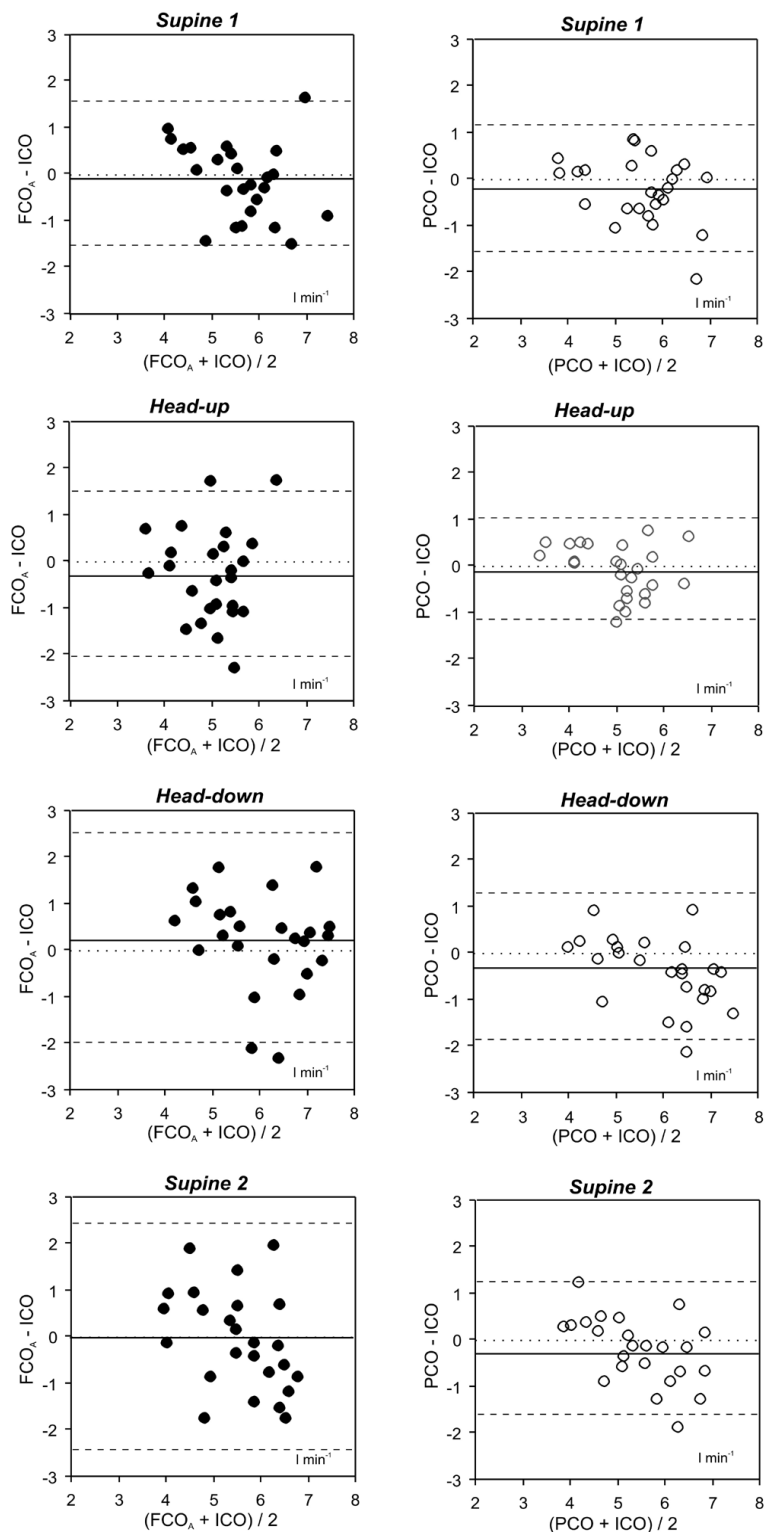 Supine 1
3
2
1
0
-1
-2
-3
FCOA - ICO
l min-1
2 3 4 5 6 7 8
(FCOA + ICO) / 2
Supine 1
3
2
1
0
-1
-2
-3
PCO - ICO
l min-1
2 3 4 5 6 7 8
(PCO + ICO) / 2
Head-up
3
2
1
0
-1
-2
-3
FCOA - ICO
l min-1
2 3 4 5 6 7 8
(FCOA + ICO) / 2
Head-up
3
2
1
0
-1
-2
-3
PCO - ICO
l min-1
2 3 4 5 6 7 8
(PCO + ICO) / 2
Head-down
3
2
1
0
-1
-2
-3
FCOA - ICO
l min-1
2 3 4 5 6 7 8
(FCOA + ICO) / 2
Head-down
3
2
1
0
-1
-2
-3
PCO - ICO
l min-1
2 3 4 5 6 7 8
(PCO + ICO) / 2
Supine 2
3
2
1
0
-1
-2
-3
FCOA - ICO
l min-1
2 3 4 5 6 7 8
(FCOA + ICO) / 2
Supine 2
3
2
1
0
-1
-2
-3
PCO - ICO
l min-1
2 3 4 5 6 7 8
(PCO + ICO) / 2